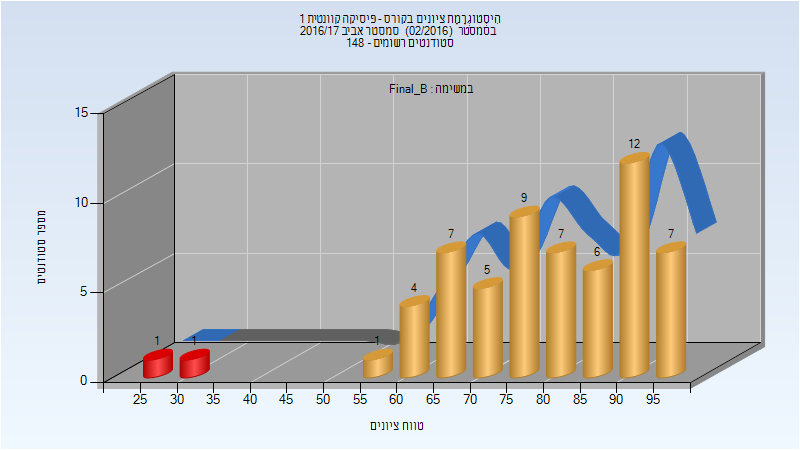 היסטוגרמת ציונים בקורס - פיסיקה קוונטית 1
בסמסטר (02/2016) סמסטר אביב 2016/17
סטודנטים רשומים - 148
במשימה : Final_B
מספר סטודנטים
15
10
5
0
1
1
1
4
7
5
9
7
6
12
7
25 30 35 40 45 50 55 60 65 70 75 80 85 90 95
טווח ציונים